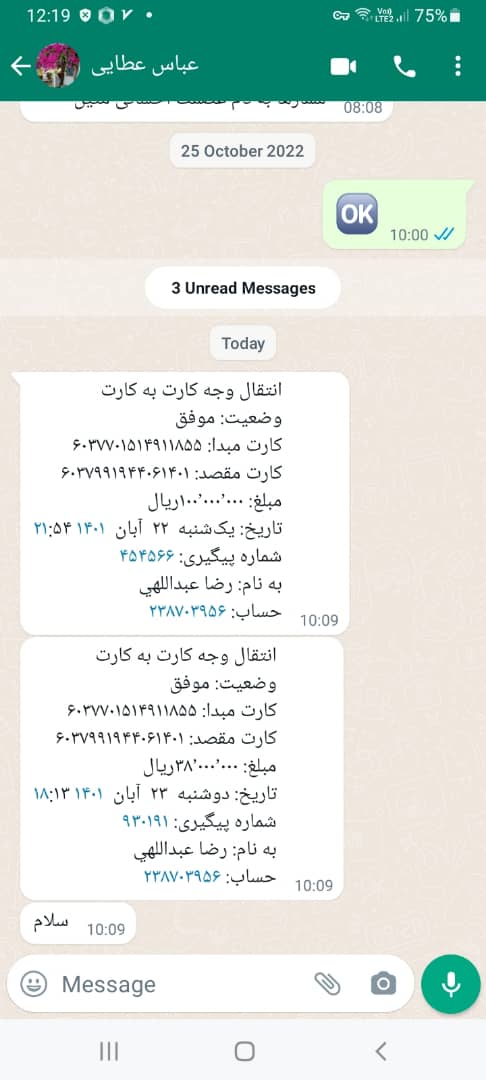 12:19
75%
عباس عطایی
08:08
25 October 2022
OK
10:00
3 Unread Messages
Today
انتقال وجه کارت به کارت
وضعیت: موفق
کارت مبدا: ۶۰۳۷۷۰۱۵۱۴۹۱۱۸۵۵
کارت مقصد: ۶۰۳۷۹۹۱۹۴۴۰۶۱۴۰۱
مبلغ: ۱۰۰٬۰۰۰٬۰۰۰ریال
تاریخ: یک‌شنبه ۲۲ آبان ۱۴۰۱ ۲۱:۵۴
شماره پیگیری: ۴۵۴۵۶۶
به نام: رضا عبداللهي
حساب: ۲۳۸۷۰۳۹۵۶
10:09
انتقال وجه کارت به کارت
وضعیت: موفق
کارت مبدا: ۶۰۳۷۷۰۱۵۱۴۹۱۱۸۵۵
کارت مقصد: ۶۰۳۷۹۹۱۹۴۴۰۶۱۴۰۱
مبلغ: ۳۸٬۰۰۰٬۰۰۰ریال
تاریخ: دوشنبه ۲۳ آبان ۱۴۰۱ ۱۸:۱۳
شماره پیگیری: ۹۳۰۱۹۱
به نام: رضا عبداللهي
حساب: ۲۳۸۷۰۳۹۵۶
10:09
سلام
10:09
Message